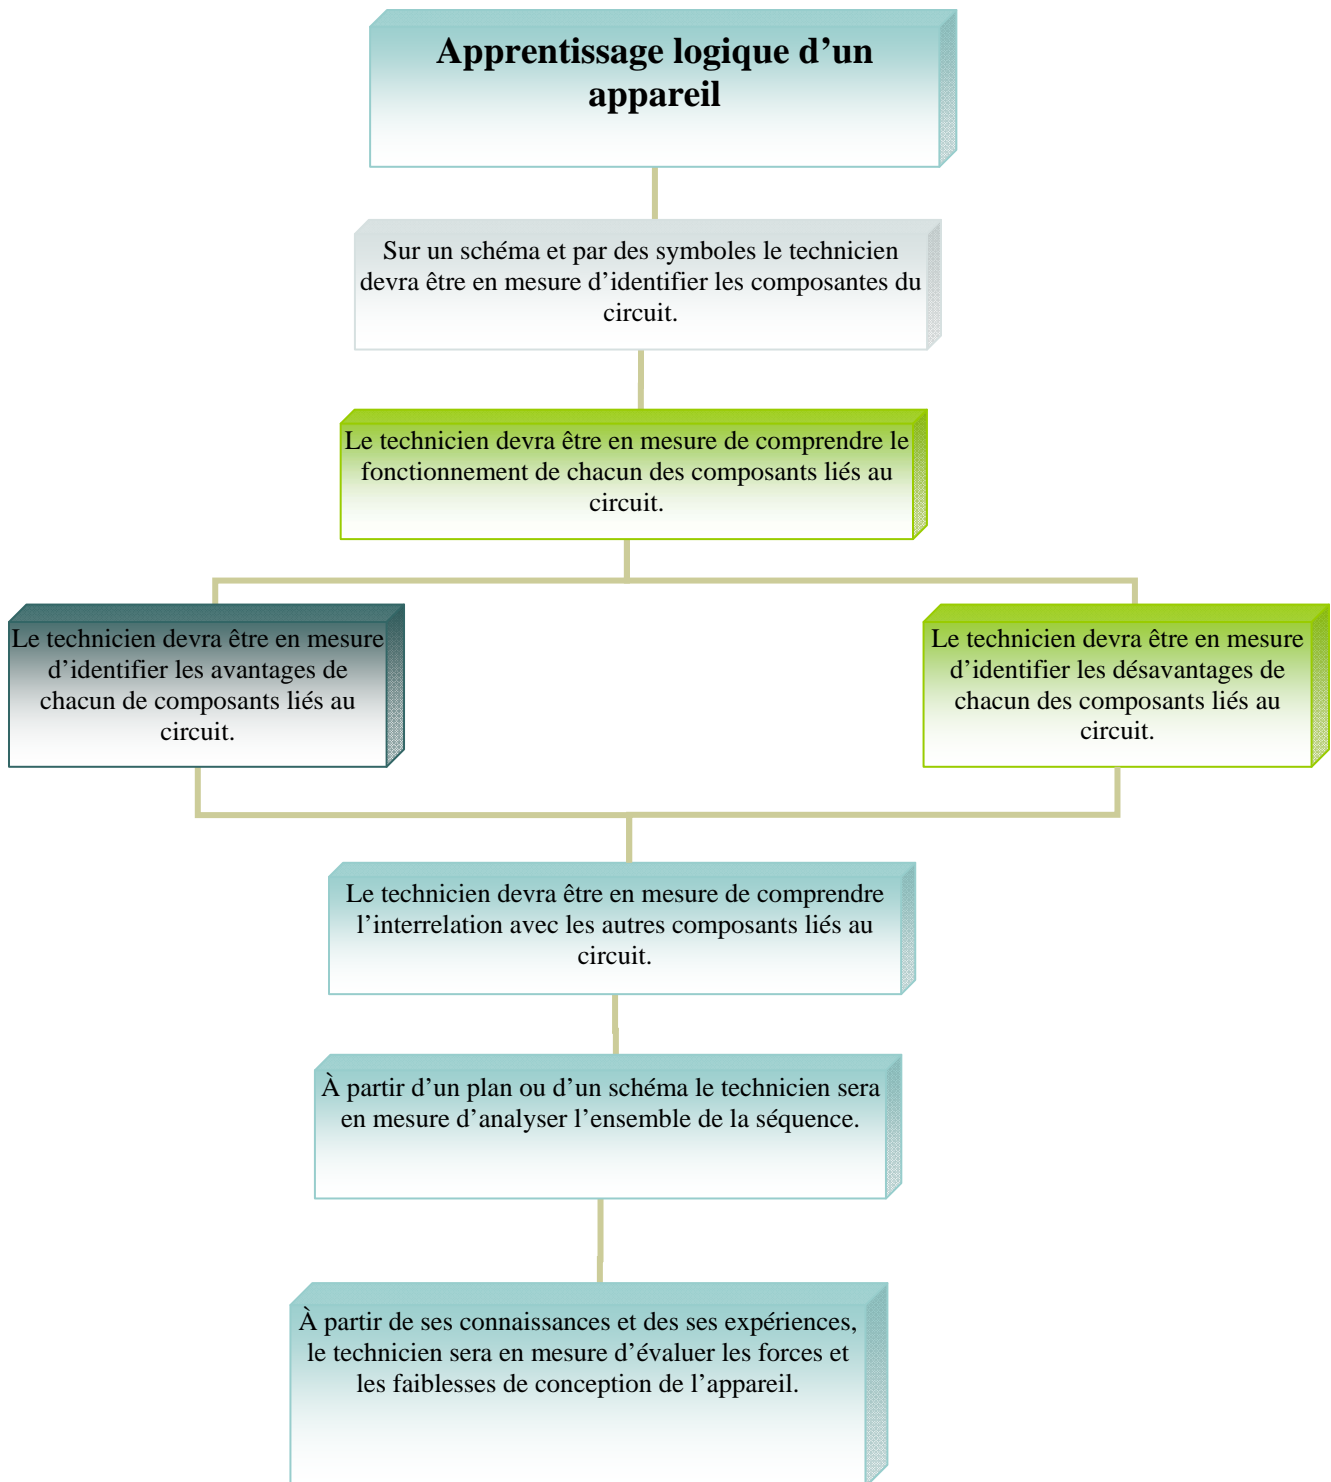 Apprentissage logique d’un
appareil
Sur un schéma et par des symboles le technicien
devra être en mesure d’identifier les composantes du
circuit.
Le technicien devra être en mesure de comprendre le
fonctionnement de chacun des composants liés au
circuit.
Le technicien devra être en mesure
d’identifier les avantages de
chacun de composants liés au
circuit.
Le technicien devra être en mesure
d’identifier les désavantages de
chacun des composants liés au
circuit.
Le technicien devra être en mesure de comprendre
l’interrelation avec les autres composants liés au
circuit.
À partir d’un plan ou d’un schéma le technicien sera
en mesure d’analyser l’ensemble de la séquence.
À partir de ses connaissances et des ses expériences,
le technicien sera en mesure d’évaluer les forces et
les faiblesses de conception de l’appareil.